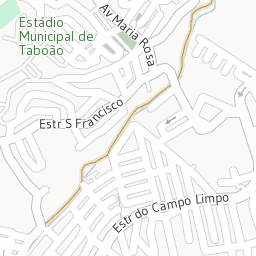 Estádio
Municipal de
Taboão
Av Maria Rosa
Estr S Francisco
Estr do Campo Limpo